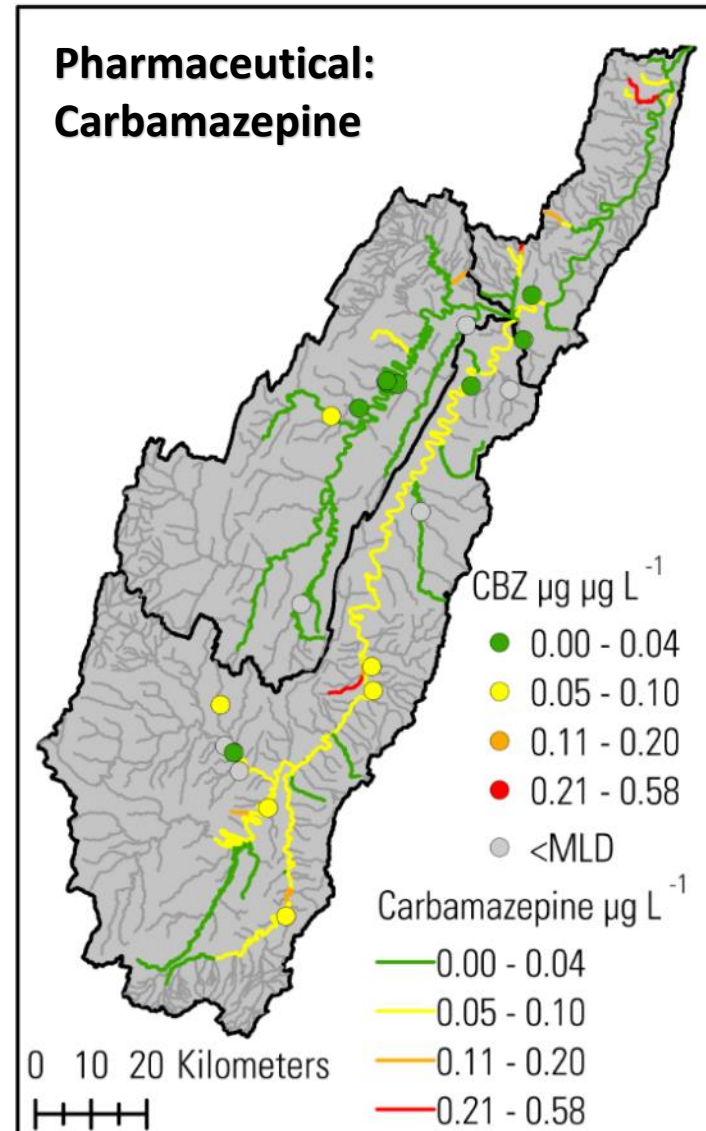 Pharmaceutical:
Carbamazepine
CBZ µg µg L⁻¹
0.00 - 0.04
0.05 - 0.10
0.11 - 0.20
0.21 - 0.58
<MLD
Carbamazepine µg L⁻¹
0.00 - 0.04
0.05 - 0.10
0.11 - 0.20
0.21 - 0.58
0 10 20 Kilometers